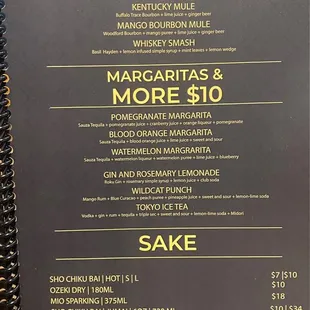 KENTUCKY MULE
Buffalo Trace Bourbon + lime juice + ginger beer
MANGO BOURBON MULE
Woodford Bourbon + mango puree + lime juice + ginger beer
WHISKEY SMASH
Basil Hayden + lemon infused simple syrup + mint leaves + lemon wedge
MARGARITAS &
MORE $10
POMEGRANATE MARGARITA
Sauza Tequila + pomegranate juice + cranberry juice + orange liqueur + pomegranate
BLOOD ORANGE MARGARITA
Sauza Tequila + blood orange juice + lime juice + sweet and sour
WATERMELON MARGRARITA
Sauza Tequila + watermelon liqueur + watermelon puree + lime juice + blueberry
GIN AND ROSEMARY LEMONADE
Roku Gin + rosemary simple syrup + lemon juice + club soda
WILDCAT PUNCH
Mango Rum + Blue Curacao + peach puree + pineapple juice + sweet and sour + lemon-lime soda
TOKYO ICE TEA
Vodka + gin + rum + tequila + triple sec + sweet and sour + lemon-lime soda + Midori
SAKE
SHO CHIKU BAI | HOT | S | L $7 |$10
OZEKI DRY | 180ML $10
MIO SPARKLING | 375ML $18
$10 | $34